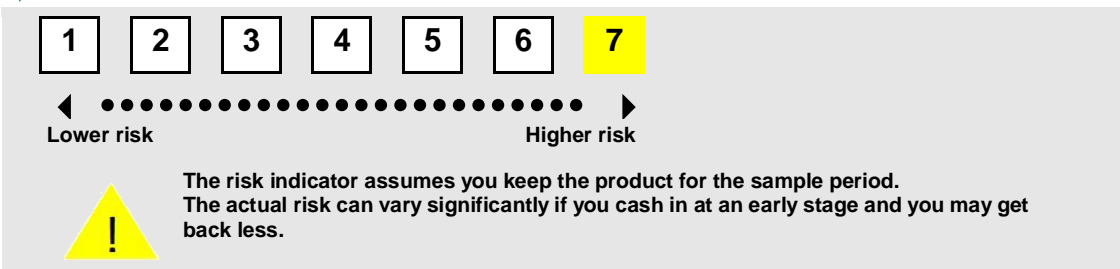 1 2 3 4 5 6 7
Lower risk Higher risk
The risk indicator assumes you keep the product for the sample period.
The actual risk can vary significantly if you cash in at an early stage and you may get
back less.
!